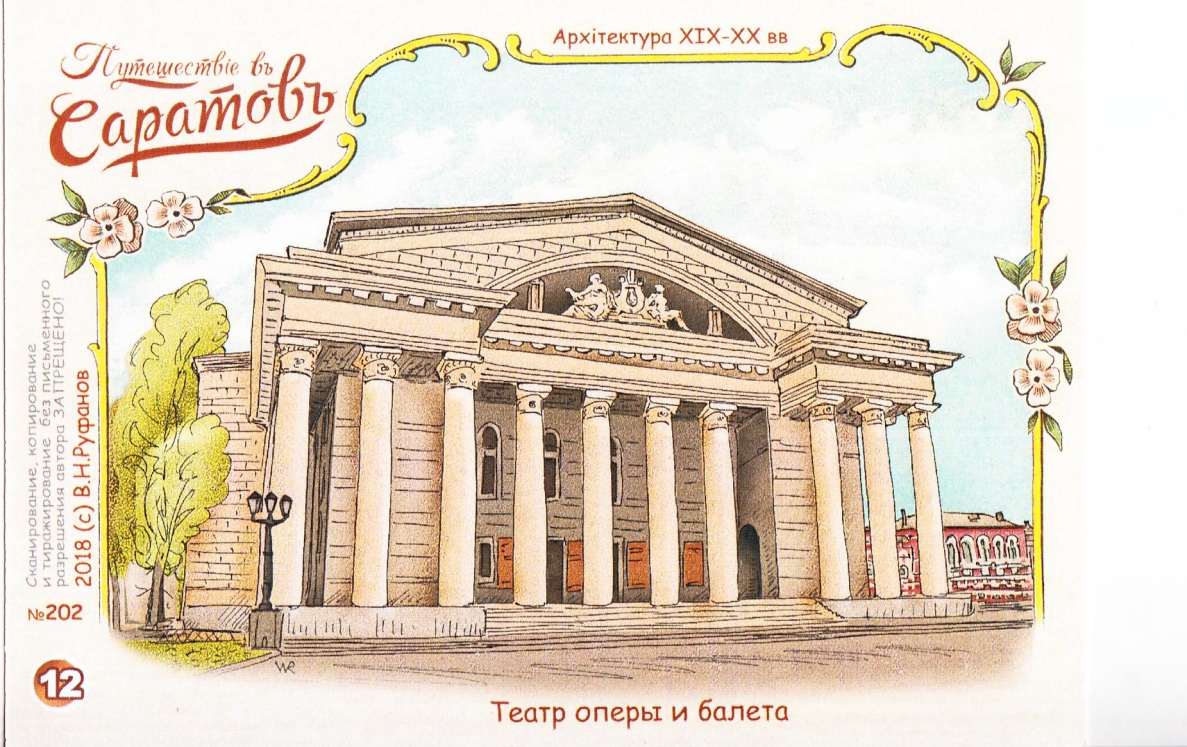 Архітектура XIX-XX вв
Путешествіе въ
Саратовъ
Сканирование, копирование
и тиражирование без письменного
разрешения автора ЗАПРЕЩЕНО!
2018 (с) В.Н.Руфанов
№202
12
Театр оперы и балета